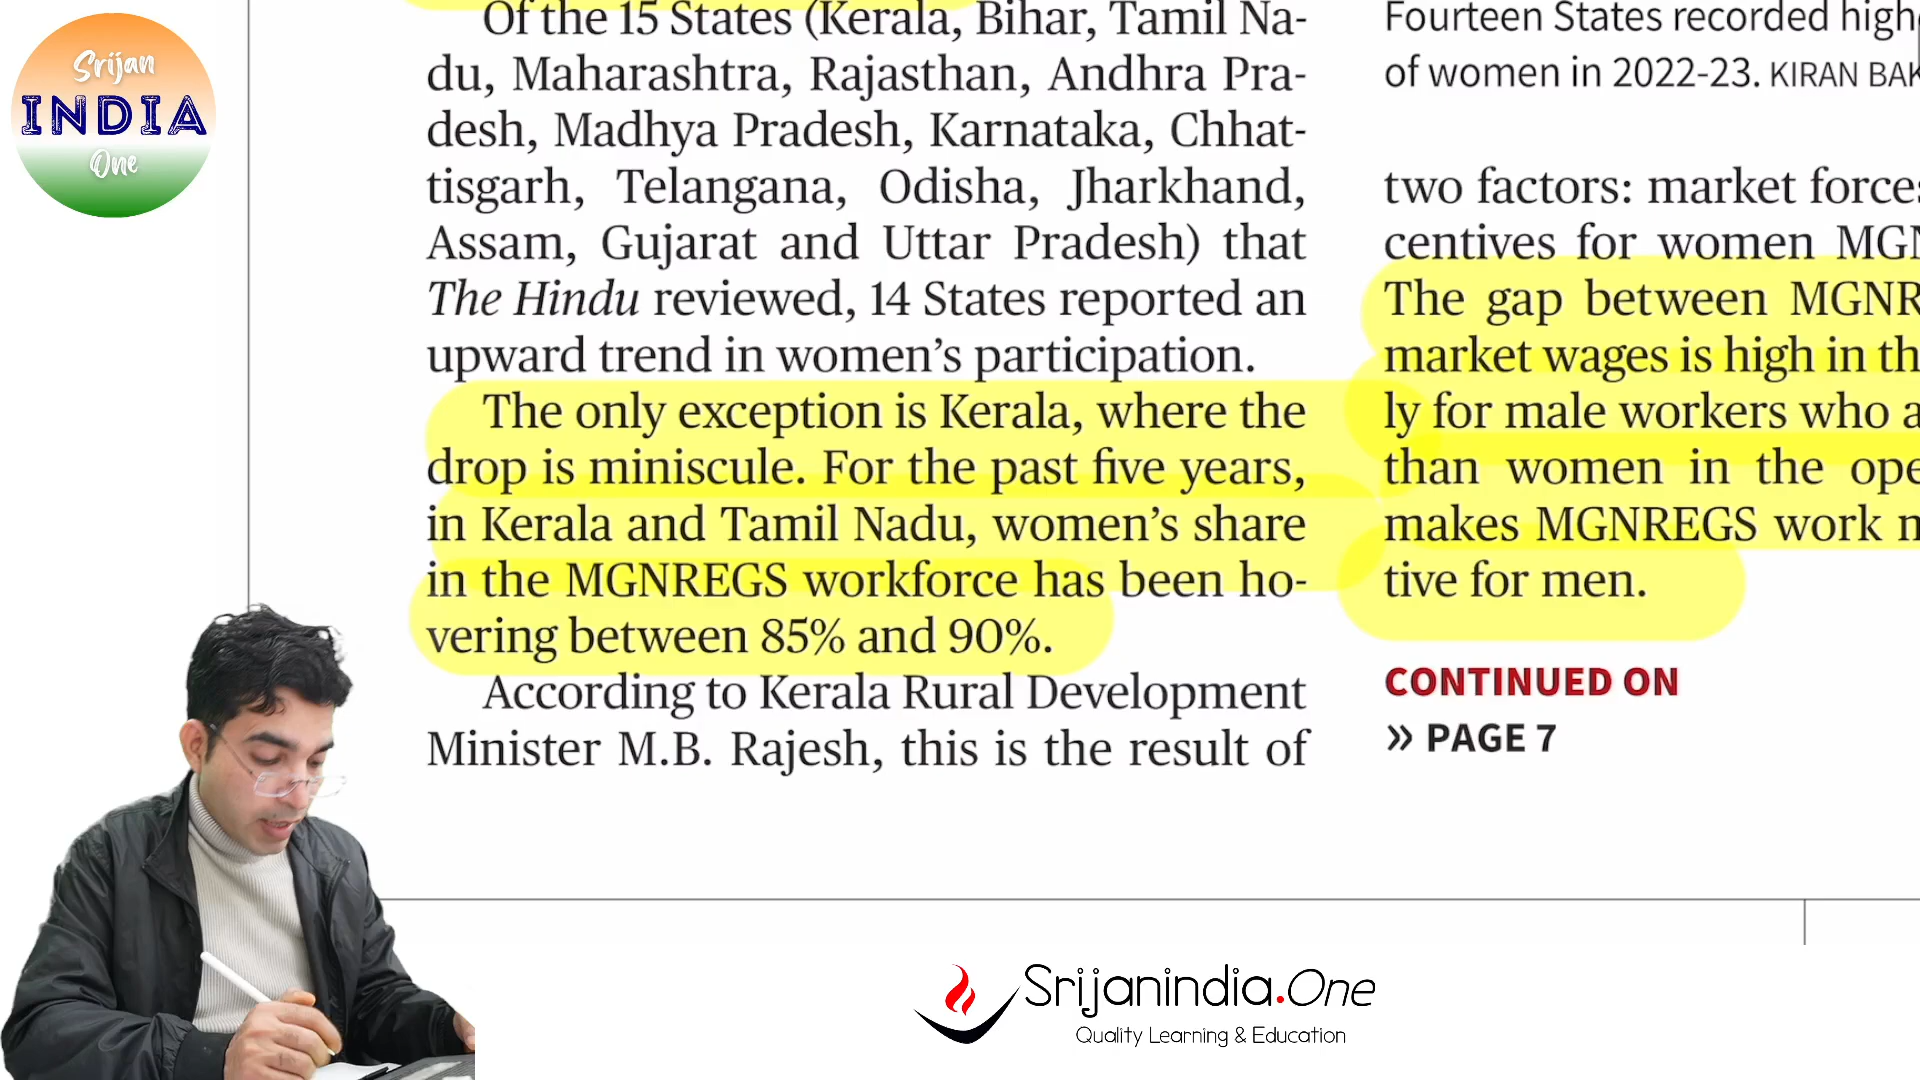 Srijan
INDIA
One
Of the 15 States (Kerala, Bihar, Tamil Na-
du, Maharashtra, Rajasthan, Andhra Pra-
desh, Madhya Pradesh, Karnataka, Chhat-
tisgarh, Telangana, Odisha, Jharkhand,
Assam, Gujarat and Uttar Pradesh) that
The Hindu reviewed, 14 States reported an
upward trend in women’s participation.
The only exception is Kerala, where the
drop is miniscule. For the past five years,
in Kerala and Tamil Nadu, women’s share
in the MGNREGS workforce has been ho-
vering between 85% and 90%.
According to Kerala Rural Development
Minister M.B. Rajesh, this is the result of
Fourteen States recorded high
of women in 2022-23. KIRAN BAK
two factors: market forces
centives for women MGN
The gap between MGNR
market wages is high in th
ly for male workers who a
than women in the ope
makes MGNREGS work
tive for men.
CONTINUED ON
» PAGE 7
Srijanindia.One
Quality Learning & Education